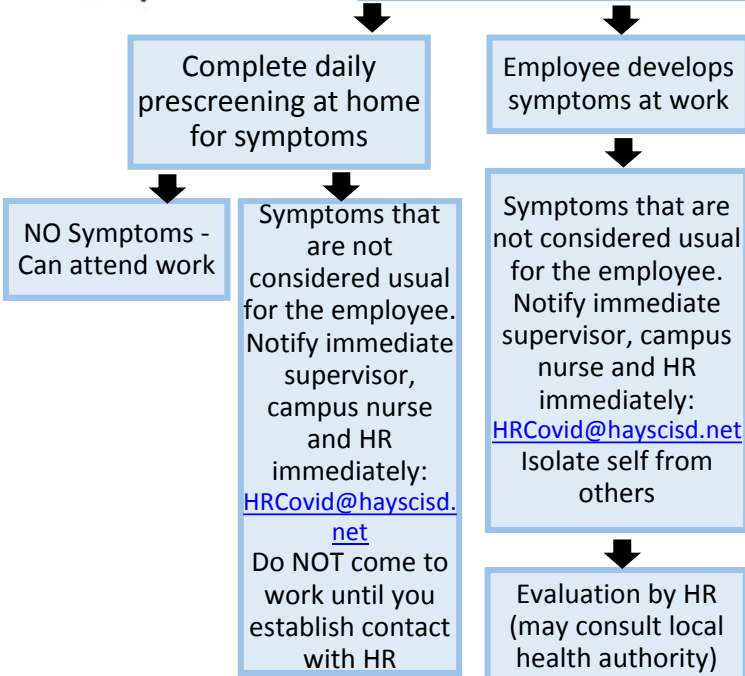 Complete daily
prescreening at home
for symptoms
Employee develops
symptoms at work
NO Symptoms -
Can attend work
Symptoms that
are not
considered usual
for the employee.
Notify immediate
supervisor,
campus nurse
and HR
immediately:
HRCovid@hayscisd.
net
Do NOT come to
work until you
establish contact
with HR
Symptoms that are
not considered usual
for the employee.
Notify immediate
supervisor, campus
nurse and HR
immediately:
HRCovid@hayscisd.net
Isolate self from
others
Evaluation by HR
(may consult local
health authority)